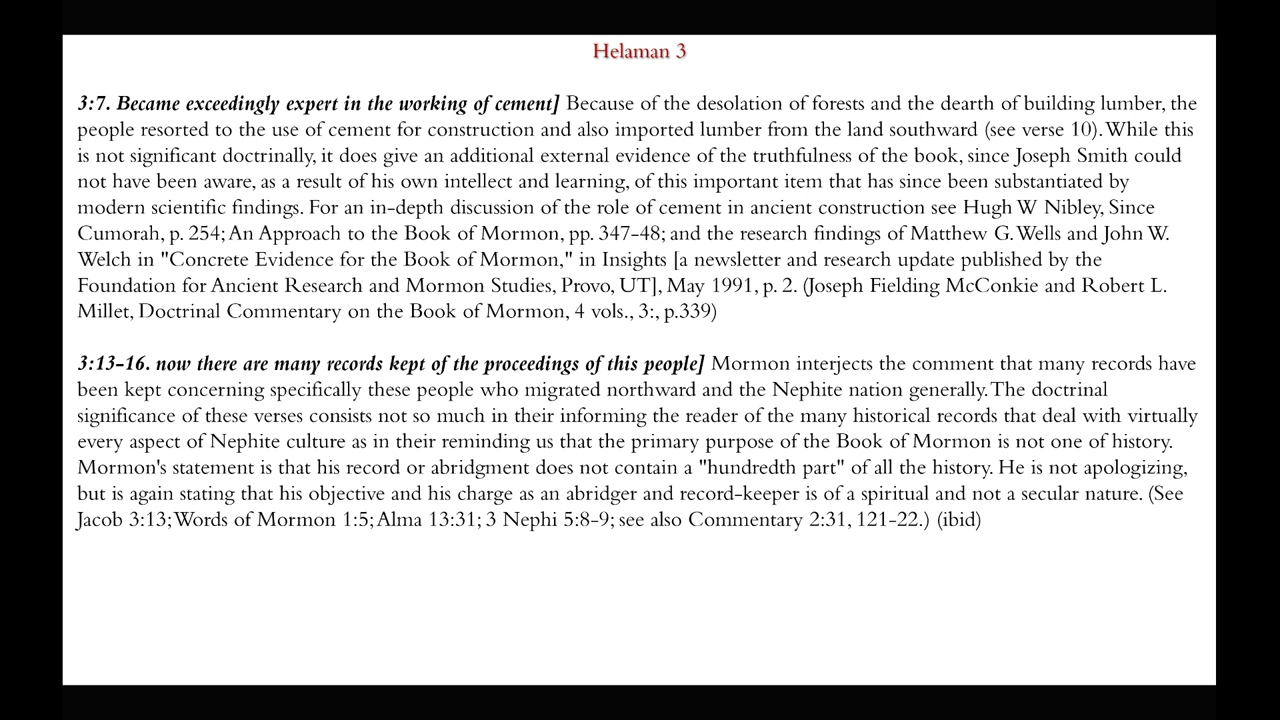 Helaman 3
3:7. Became exceedingly expert in the working of cement] Because of the desolation of forests and the dearth of building lumber, the
people resorted to the use of cement for construction and also imported lumber from the land southward (see verse 10). While this
is not significant doctrinally, it does give an additional external evidence of the truthfulness of the book, since Joseph Smith could
not have been aware, as a result of his own intellect and learning, of this important item that has since been substantiated by
modern scientific findings. For an in-depth discussion of the role of cement in ancient construction see Hugh W Nibley, Since
Cumorah, p. 254; An Approach to the Book of Mormon, pp. 347-48; and the research findings of Matthew G. Wells and John W.
Welch in "Concrete Evidence for the Book of Mormon," in Insights [a newsletter and research update published by the
Foundation for Ancient Research and Mormon Studies, Provo, UT], May 1991, p. 2. (Joseph Fielding McConkie and Robert L.
Millet, Doctrinal Commentary on the Book of Mormon, 4 vols., 3:, p.339)
3:13-16. now there are many records kept of the proceedings of this people] Mormon interjects the comment that many records have
been kept concerning specifically these people who migrated northward and the Nephite nation generally. The doctrinal
significance of these verses consists not so much in their informing the reader of the many historical records that deal with virtually
every aspect of Nephite culture as in their reminding us that the primary purpose of the Book of Mormon is not one of history.
Mormon's statement is that his record or abridgment does not contain a "hundredth part" of all the history. He is not apologizing,
but is again stating that his objective and his charge as an abridger and record-keeper is of a spiritual and not a secular nature. (See
Jacob 3:13; Words of Mormon 1:5; Alma 13:31; 3 Nephi 5:8-9; see also Commentary 2:31, 121-22.) (ibid)